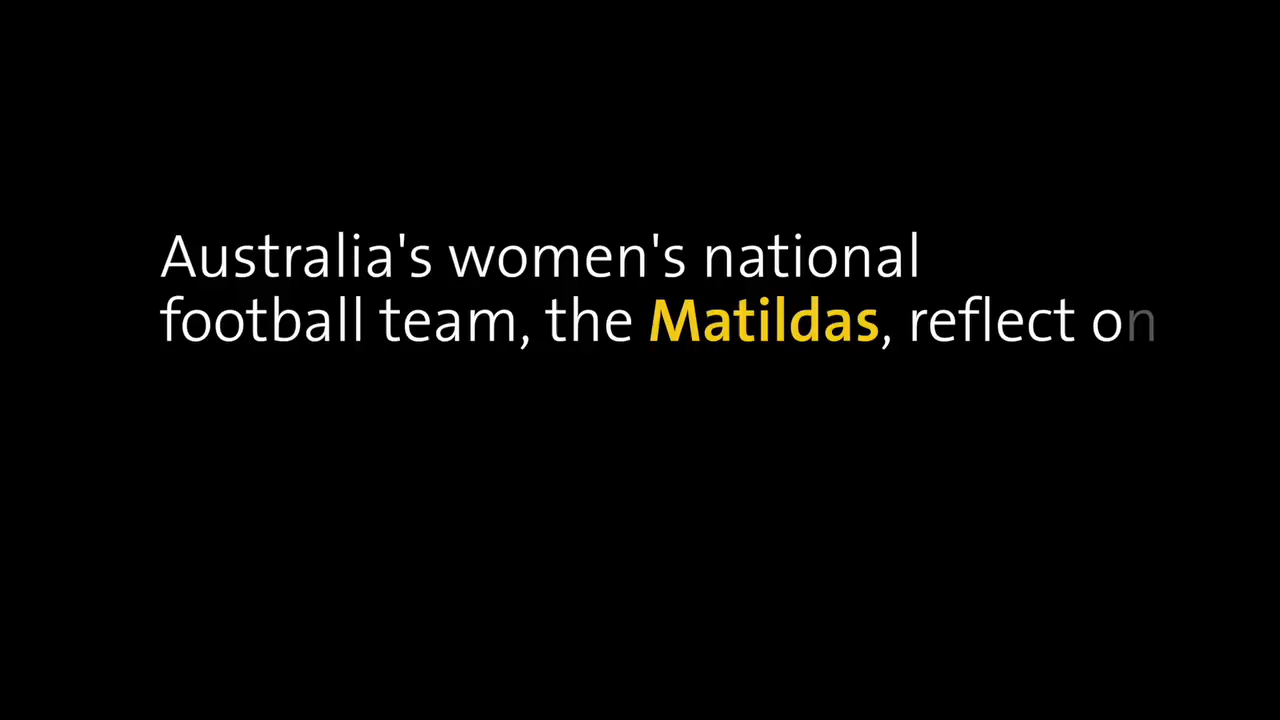 Australia's women's national
football team, the Matildas, reflect on